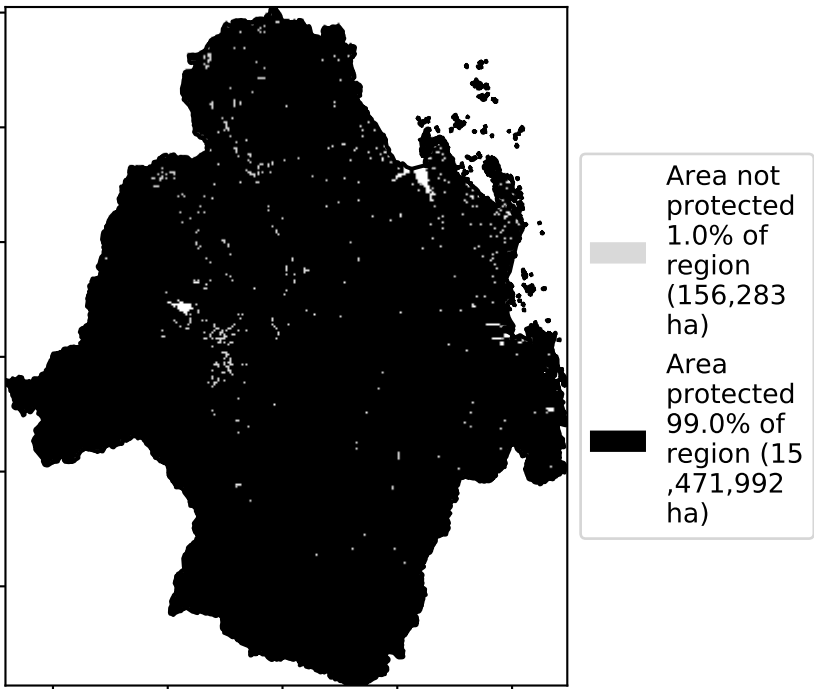 Area not
protected
1.0% of
region
(156,283
ha)
Area
protected
99.0% of
region (15
,471,992
ha)